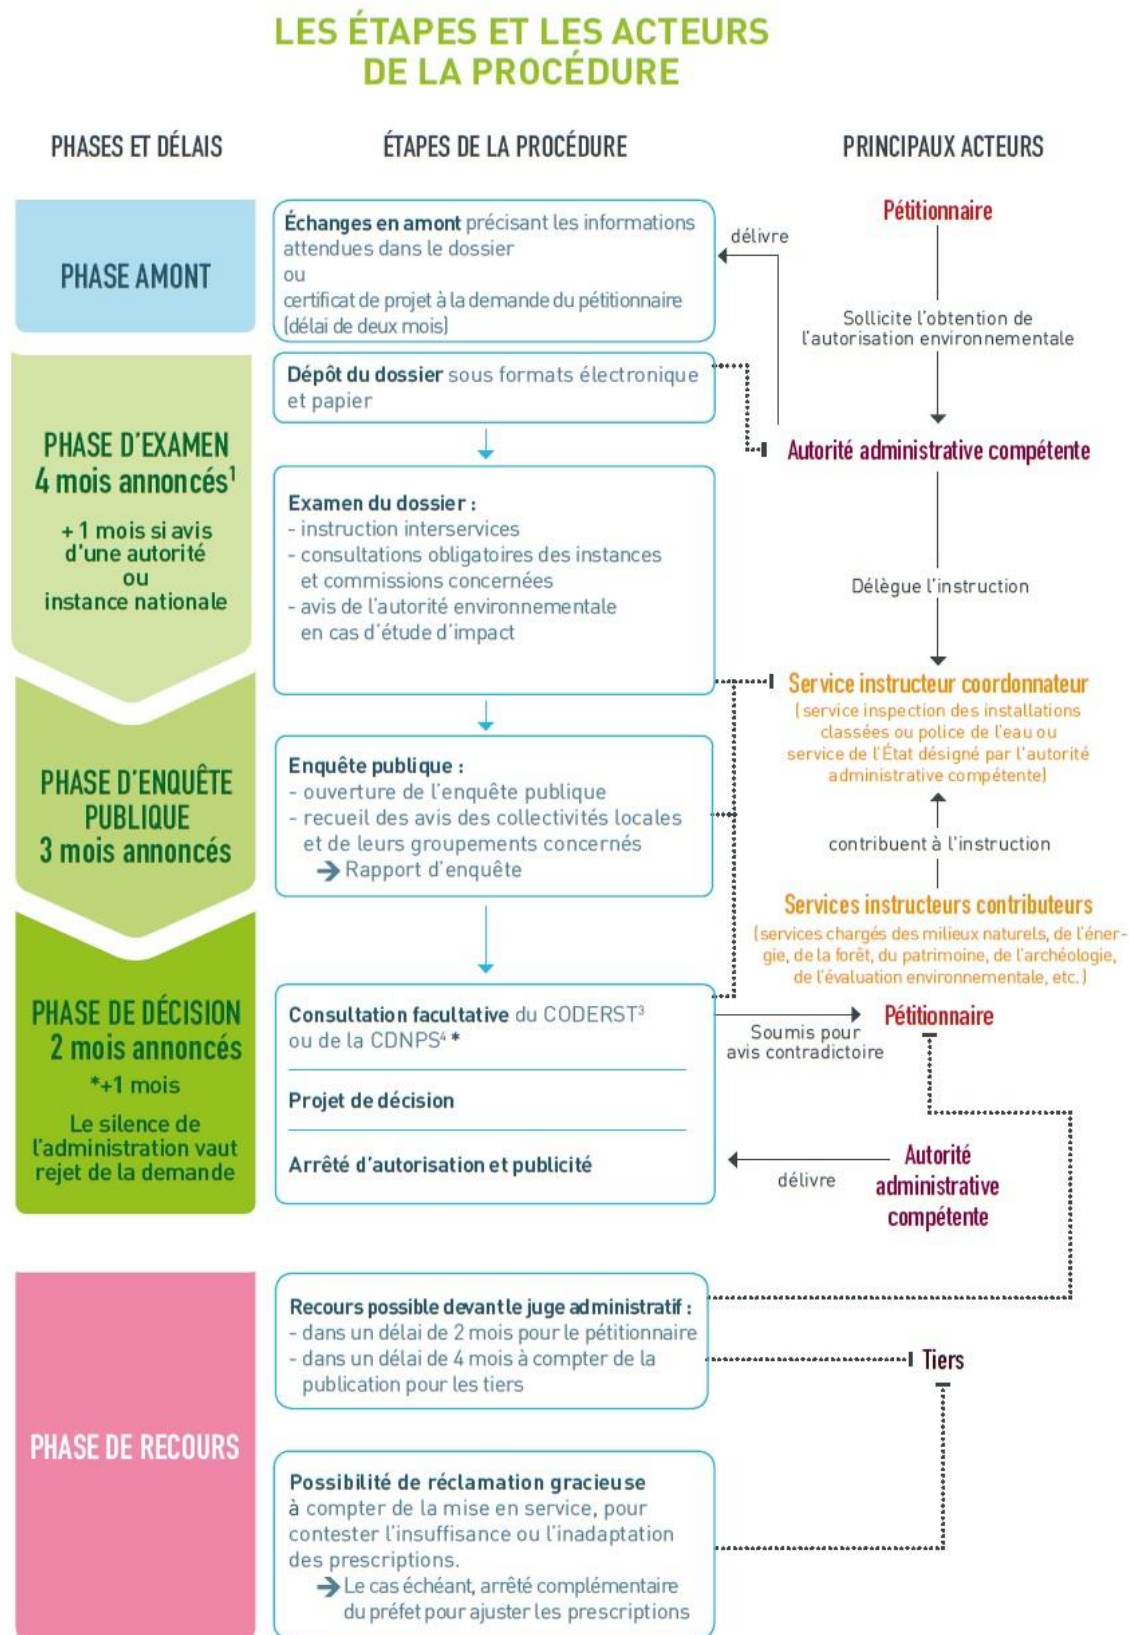 LES ÉTAPES ET LES ACTEURS
DE LA PROCÉDURE
PHASES ET DÉLAIS
ÉTAPES DE LA PROCÉDURE
PRINCIPAUX ACTEURS
PHASE AMONT
Échanges en amont précisant les informations
attendues dans le dossier
ou
certificat de projet à la demande du pétitionnaire
(délai de deux mois)
délivre
Pétitionnaire
Sollicite l'obtention de
l'autorisation environnementale
PHASE D'EXAMEN
4 mois annoncés¹
+ 1 mois si avis
d'une autorité
ou
instance nationale
Dépôt du dossier sous formats électronique
et papier
Autorité administrative compétente
Examen du dossier :
- instruction interservices
- consultations obligatoires des instances
et commissions concernées
- avis de l'autorité environnementale
en cas d'étude d'impact
Délègue l'instruction
Service instructeur coordonnateur
(service inspection des installations
classées ou police de l'eau ou
service de l'État désigné par l'autorité
administrative compétente)
PHASE D'ENQUÊTE
PUBLIQUE
3 mois annoncés
Enquête publique :
- ouverture de l'enquête publique
- recueil des avis des collectivités locales
et de leurs groupements concernés
→ Rapport d'enquête
contribuent à l'instruction
Services instructeurs contributeurs
(services chargés des milieux naturels, de l'éner-
gie, de la forêt, du patrimoine, de l'archéologie,
de l'évaluation environnementale, etc.)
PHASE DE DÉCISION
2 mois annoncés
*+1 mois
Le silence de
l'administration vaut
rejet de la demande
Consultation facultative du CODERST³
ou de la CDNPS⁴ *
Projet de décision
Arrêté d'autorisation et publicité
Soumis pour
avis contradictoire
Pétitionnaire
délivre
Autorité
administrative
compétente
PHASE DE RECOURS
Recours possible devant le juge administratif :
- dans un délai de 2 mois pour le pétitionnaire
- dans un délai de 4 mois à compter de la
publication pour les tiers
Tiers
Possibilité de réclamation gracieuse
à compter de la mise en service, pour
contester l'insuffisance ou l'inadaptation
des prescriptions.
→ Le cas échéant, arrêté complémentaire
du préfet pour ajuster les prescriptions